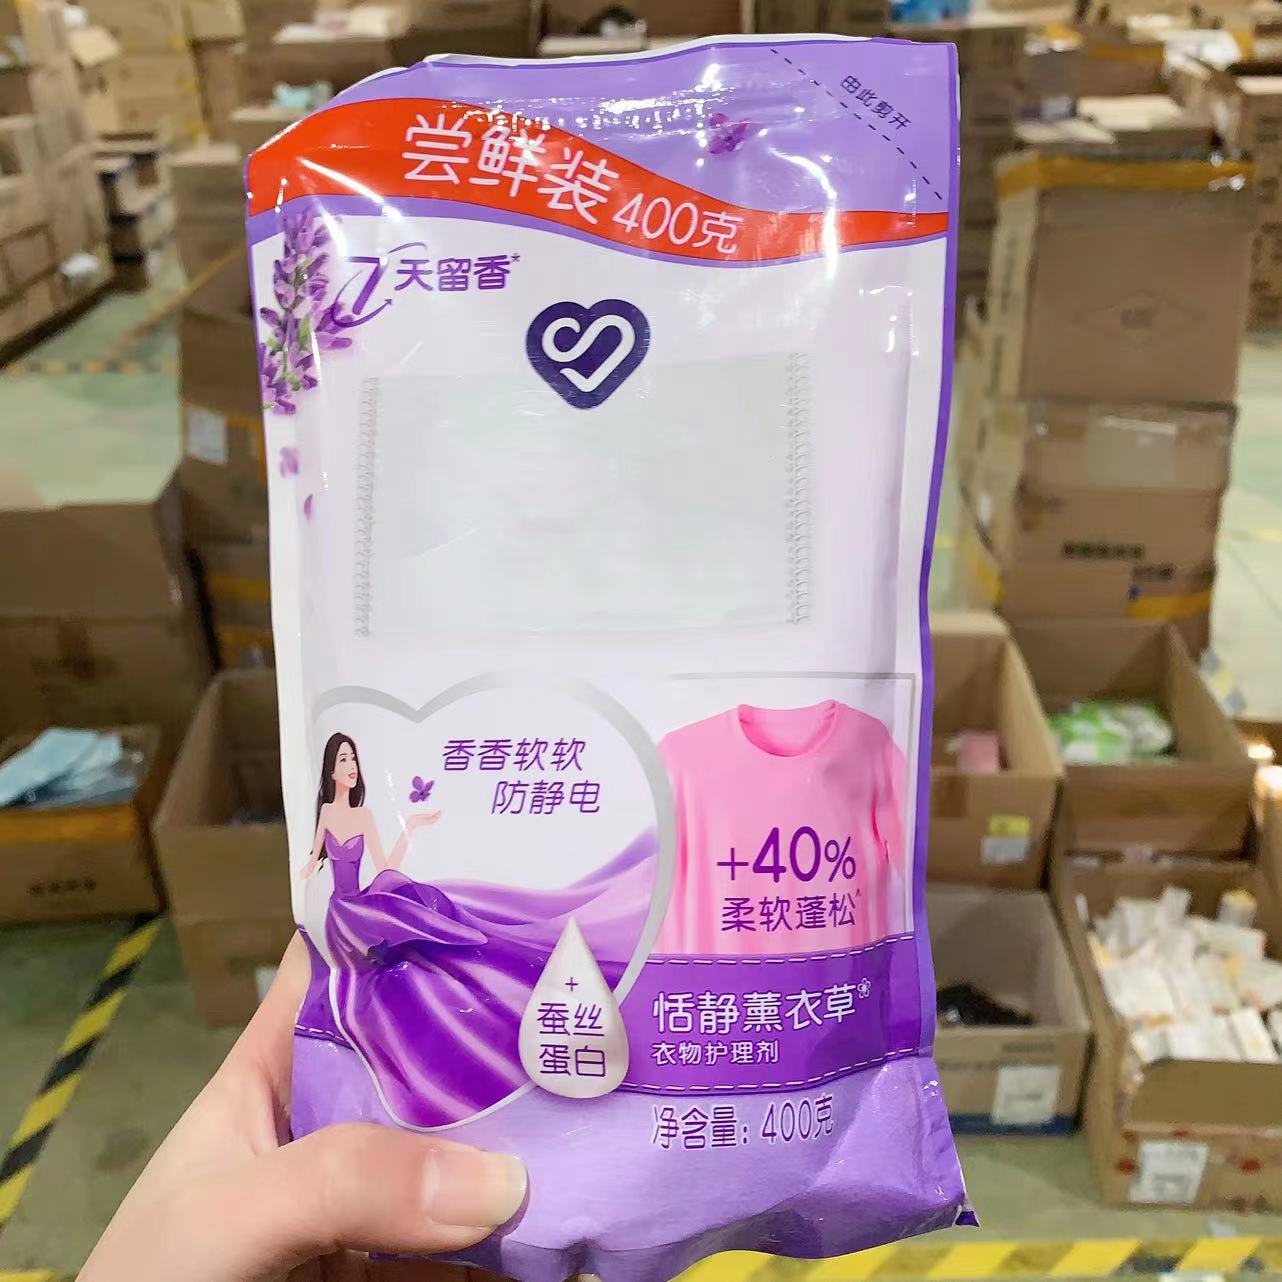 由此剪开
尝鲜装 400克
7天留香*
香香软软
防静电
+40%
柔软蓬松^
+
蚕丝
蛋白
恬静薰衣草
衣物护理剂
净含量: 400克